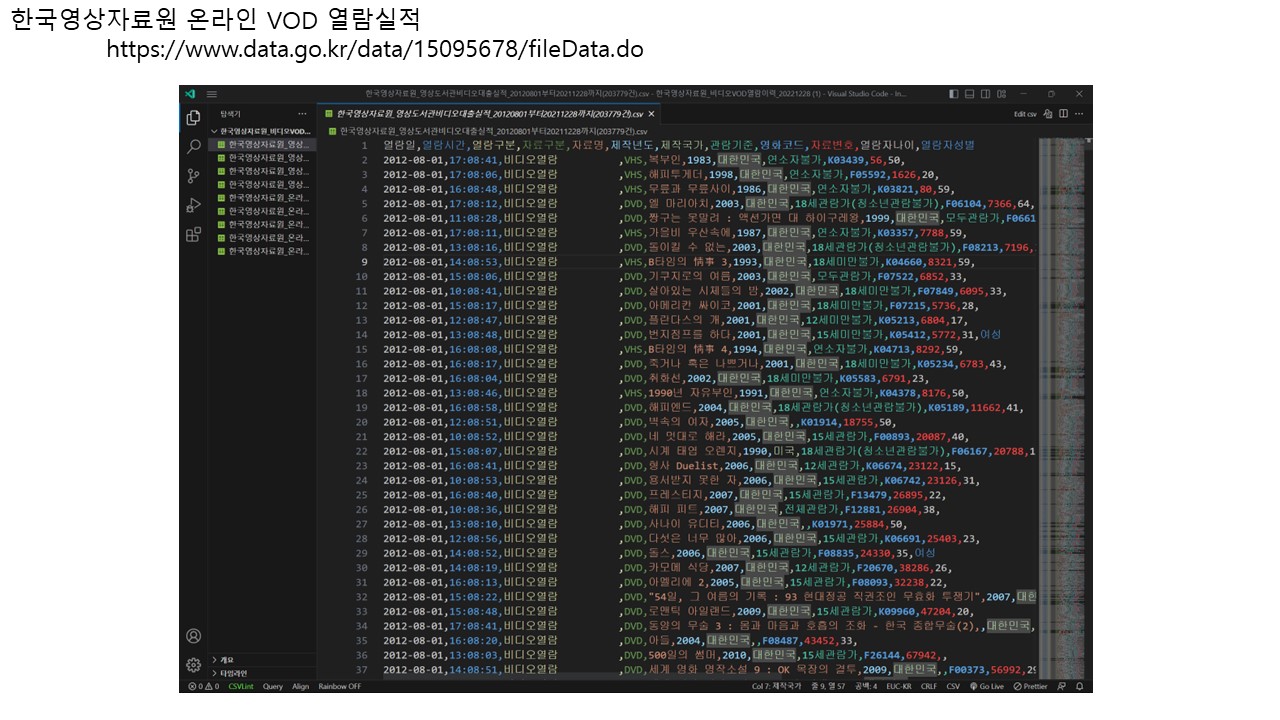 한국영상자료원 온라인 VOD 열람실적
https://www.data.go.kr/data/15095678/fileData.do
한국영상자료원_영상도서관비디오대출실적_20120801부터20211228까지(203779건).csv - 한국영상자료원_비디오VOD열람이력_20221228 (1) - Visual Studio Code - In...
탐색기
한국영상자료원_영상도서관비디오대출실적_20120801부터20211228까지(203779건).csv
Edit csv
한국영상자료원_비디오VOD...
한국영상자료원_영상도서관비디오대출실적_20120801부터20211228까지(203779건).csv
한국영상자료원_영상...
한국영상자료원_영상...
한국영상자료원_영상...
한국영상자료원_영상...
한국영상자료원_온라...
한국영상자료원_온라...
한국영상자료원_온라...
한국영상자료원_온라...
한국영상자료원_온라...
1 열람일,열람시간,열람구분,자료구분,자료명,제작년도,제작국가,관람기준,영화코드,자료번호,열람자나이,열람자성별
2 2012-08-01,17:08:41,비디오열람 ,VHS,복부인,1983,대한민국,연소자불가,K03439,56,50,
3 2012-08-01,17:08:06,비디오열람 ,VHS,해피투게더,1998,대한민국,연소자불가,F05592,1626,20,
4 2012-08-01,16:08:48,비디오열람 ,VHS,무릎과 무릎사이,1986,대한민국,연소자불가,K03821,80,59,
5 2012-08-01,17:08:12,비디오열람 ,DVD,엘 마리아치,2003,대한민국,18세관람가(청소년관람불가),F06104,7366,64,
6 2012-08-01,11:08:28,비디오열람 ,DVD,짱구는 못말려 : 액션가면 대 하이구레왕,1999,대한민국,모두관람가,F0661
7 2012-08-01,17:08:11,비디오열람 ,VHS,가을비 우산속에,1987,대한민국,연소자불가,K03357,7788,59,
8 2012-08-01,13:08:16,비디오열람 ,DVD,돌이킬 수 없는,2003,대한민국,18세관람가(청소년관람불가),F08213,7196,
9 2012-08-01,14:08:53,비디오열람 ,VHS,B타임의 情事 3,1993,대한민국,18세미만불가,K04660,8321,59,
10 2012-08-01,15:08:06,비디오열람 ,DVD,기쿠지로의 여름,2003,대한민국,모두관람가,F07522,6852,33,
11 2012-08-01,10:08:41,비디오열람 ,DVD,살아있는 시체들의 밤,2002,대한민국,18세미만불가,F07849,6095,33,
12 2012-08-01,15:08:17,비디오열람 ,DVD,아메리칸 싸이코,2001,대한민국,18세미만불가,F07215,5736,28,
13 2012-08-01,12:08:47,비디오열람 ,DVD,플란다스의 개,2001,대한민국,12세미만불가,K05213,6804,17,
14 2012-08-01,13:08:48,비디오열람 ,DVD,번지점프를 하다,2001,대한민국,15세미만불가,K05412,5772,31,여성
15 2012-08-01,16:08:08,비디오열람 ,VHS,B타임의 情事 4,1994,대한민국,연소자불가,K04713,8292,59,
16 2012-08-01,16:08:17,비디오열람 ,DVD,죽거나 혹은 나쁘거나,2001,대한민국,18세미만불가,K05234,6783,43,
17 2012-08-01,16:08:04,비디오열람 ,DVD,취화선,2002,대한민국,18세미만불가,K05583,6791,23,
18 2012-08-01,13:08:46,비디오열람 ,VHS,1990년 자유부인,1991,대한민국,연소자불가,K04378,8176,50,
19 2012-08-01,16:08:58,비디오열람 ,DVD,해피엔드,2004,대한민국,18세관람가(청소년관람불가),K05189,11662,41,
20 2012-08-01,12:08:51,비디오열람 ,DVD,벽속의 여자,2005,대한민국,,K01914,18755,50,
21 2012-08-01,10:08:52,비디오열람 ,DVD,네 멋대로 해라,2005,대한민국,15세관람가,F00893,20087,40,
22 2012-08-01,15:08:07,비디오열람 ,DVD,시계 태엽 오렌지,1990,미국,18세관람가(청소년관람불가),F06167,20788,1
23 2012-08-01,16:08:41,비디오열람 ,DVD,형사 Duelist,2006,대한민국,12세관람가,K06674,23122,15,
24 2012-08-01,10:08:53,비디오열람 ,DVD,용서받지 못한 자,2006,대한민국,15세관람가,K06742,23126,31,
25 2012-08-01,16:08:40,비디오열람 ,DVD,프레스티지,2007,대한민국,15세관람가,F13479,26895,22,
26 2012-08-01,10:08:36,비디오열람 ,DVD,해피 피트,2007,대한민국,전체관람가,F12881,26904,38,
27 2012-08-01,13:08:10,비디오열람 ,DVD,사나이 유디티,2006,대한민국,,K01971,25884,50,
28 2012-08-01,12:08:56,비디오열람 ,DVD,다섯은 너무 많아,2006,대한민국,15세관람가,K06691,25403,23,
29 2012-08-01,14:08:52,비디오열람 ,DVD,돌스,2006,대한민국,15세관람가,F08835,24330,35,여성
30 2012-08-01,14:08:19,비디오열람 ,DVD,카모메 식당,2007,대한민국,12세관람가,F20670,38286,26,
31 2012-08-01,16:08:13,비디오열람 ,DVD,아멜리에 2,2005,대한민국,15세관람가,F08093,32238,22,
32 2012-08-01,15:08:22,비디오열람 ,DVD,"54일, 그 여름의 기록 : 93 현대정공 직권조인 무효화 투쟁기",2007,대한
33 2012-08-01,15:08:48,비디오열람 ,DVD,로맨틱 아일랜드,2009,대한민국,15세관람가,K09960,47204,20,
34 2012-08-01,17:08:41,비디오열람 ,DVD,동양의 무술 3 : 몸과 마음과 호흡의 조화 - 한국 종합무술(2),,대한민국,
35 2012-08-01,16:08:20,비디오열람 ,DVD,아들,2004,대한민국,,F08487,43452,33,
36 2012-08-01,13:08:03,비디오열람 ,DVD,500일의 썸머,2010,대한민국,15세관람가,F26144,67942,,
37 2012-08-01,14:08:51,비디오열람 ,DVD,세계 영화 명작소설 9 : OK 목장의 결투,2009,대한민국,,F00373,56992,29
개요
타임라인
0 0 CSVLint Query Align Rainbow OFF Col 7: 제작국가 줄 9, 열 57 공백: 4 EUC-KR CRLF CSV Go Live Prettier